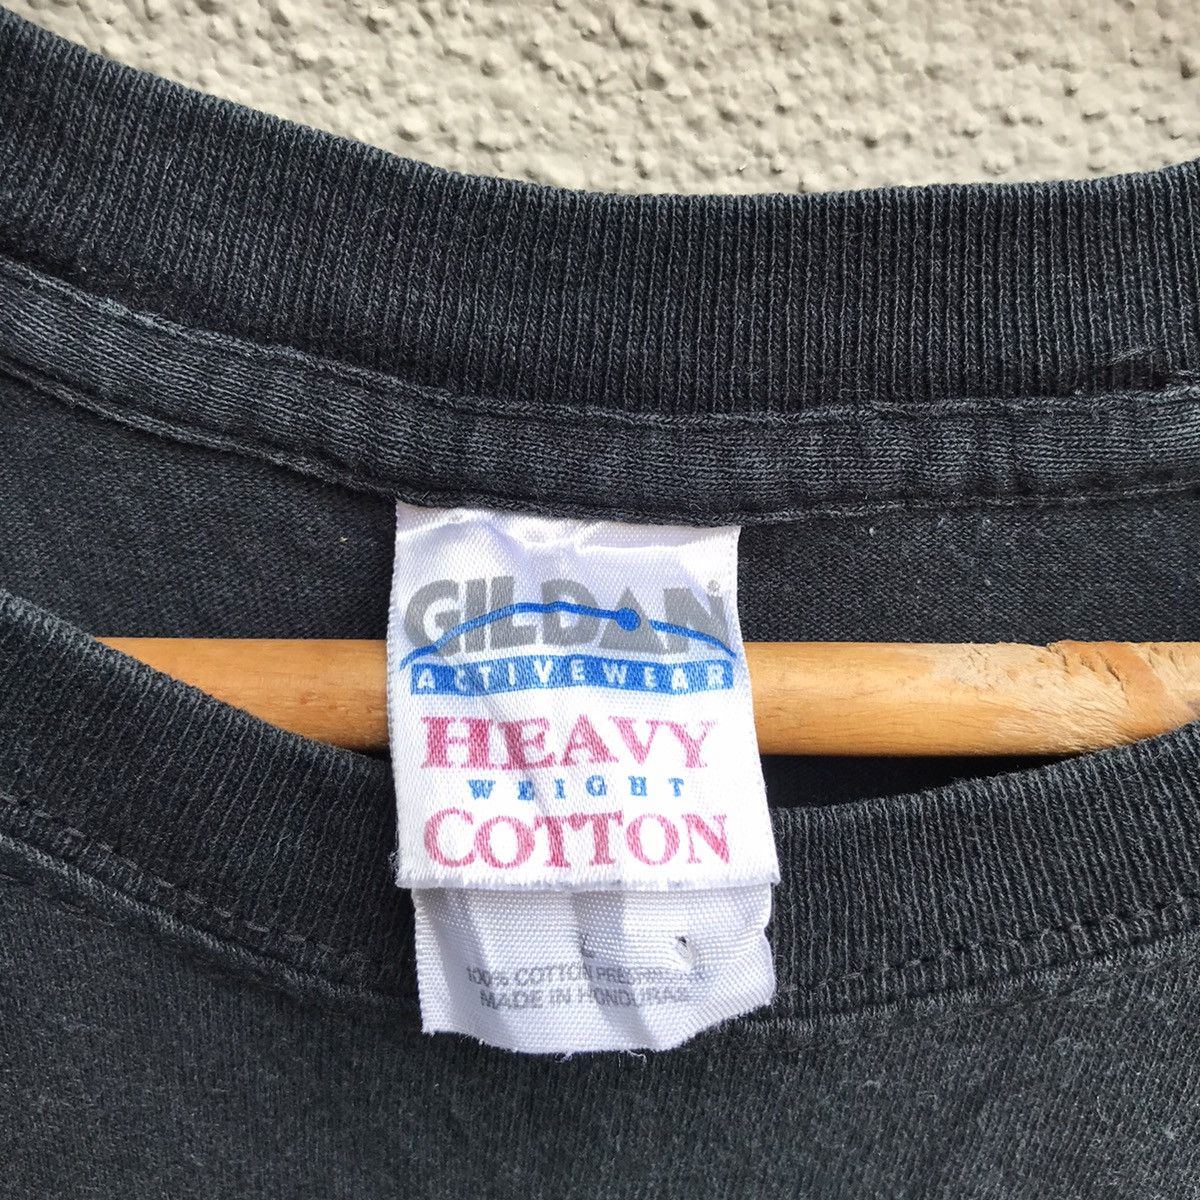 GILDAN®
ACTIVEWEAR
HEAVY
WEIGHT
COTTON
L
100% COTTON PRESHRUNK
MADE IN HONDURAS